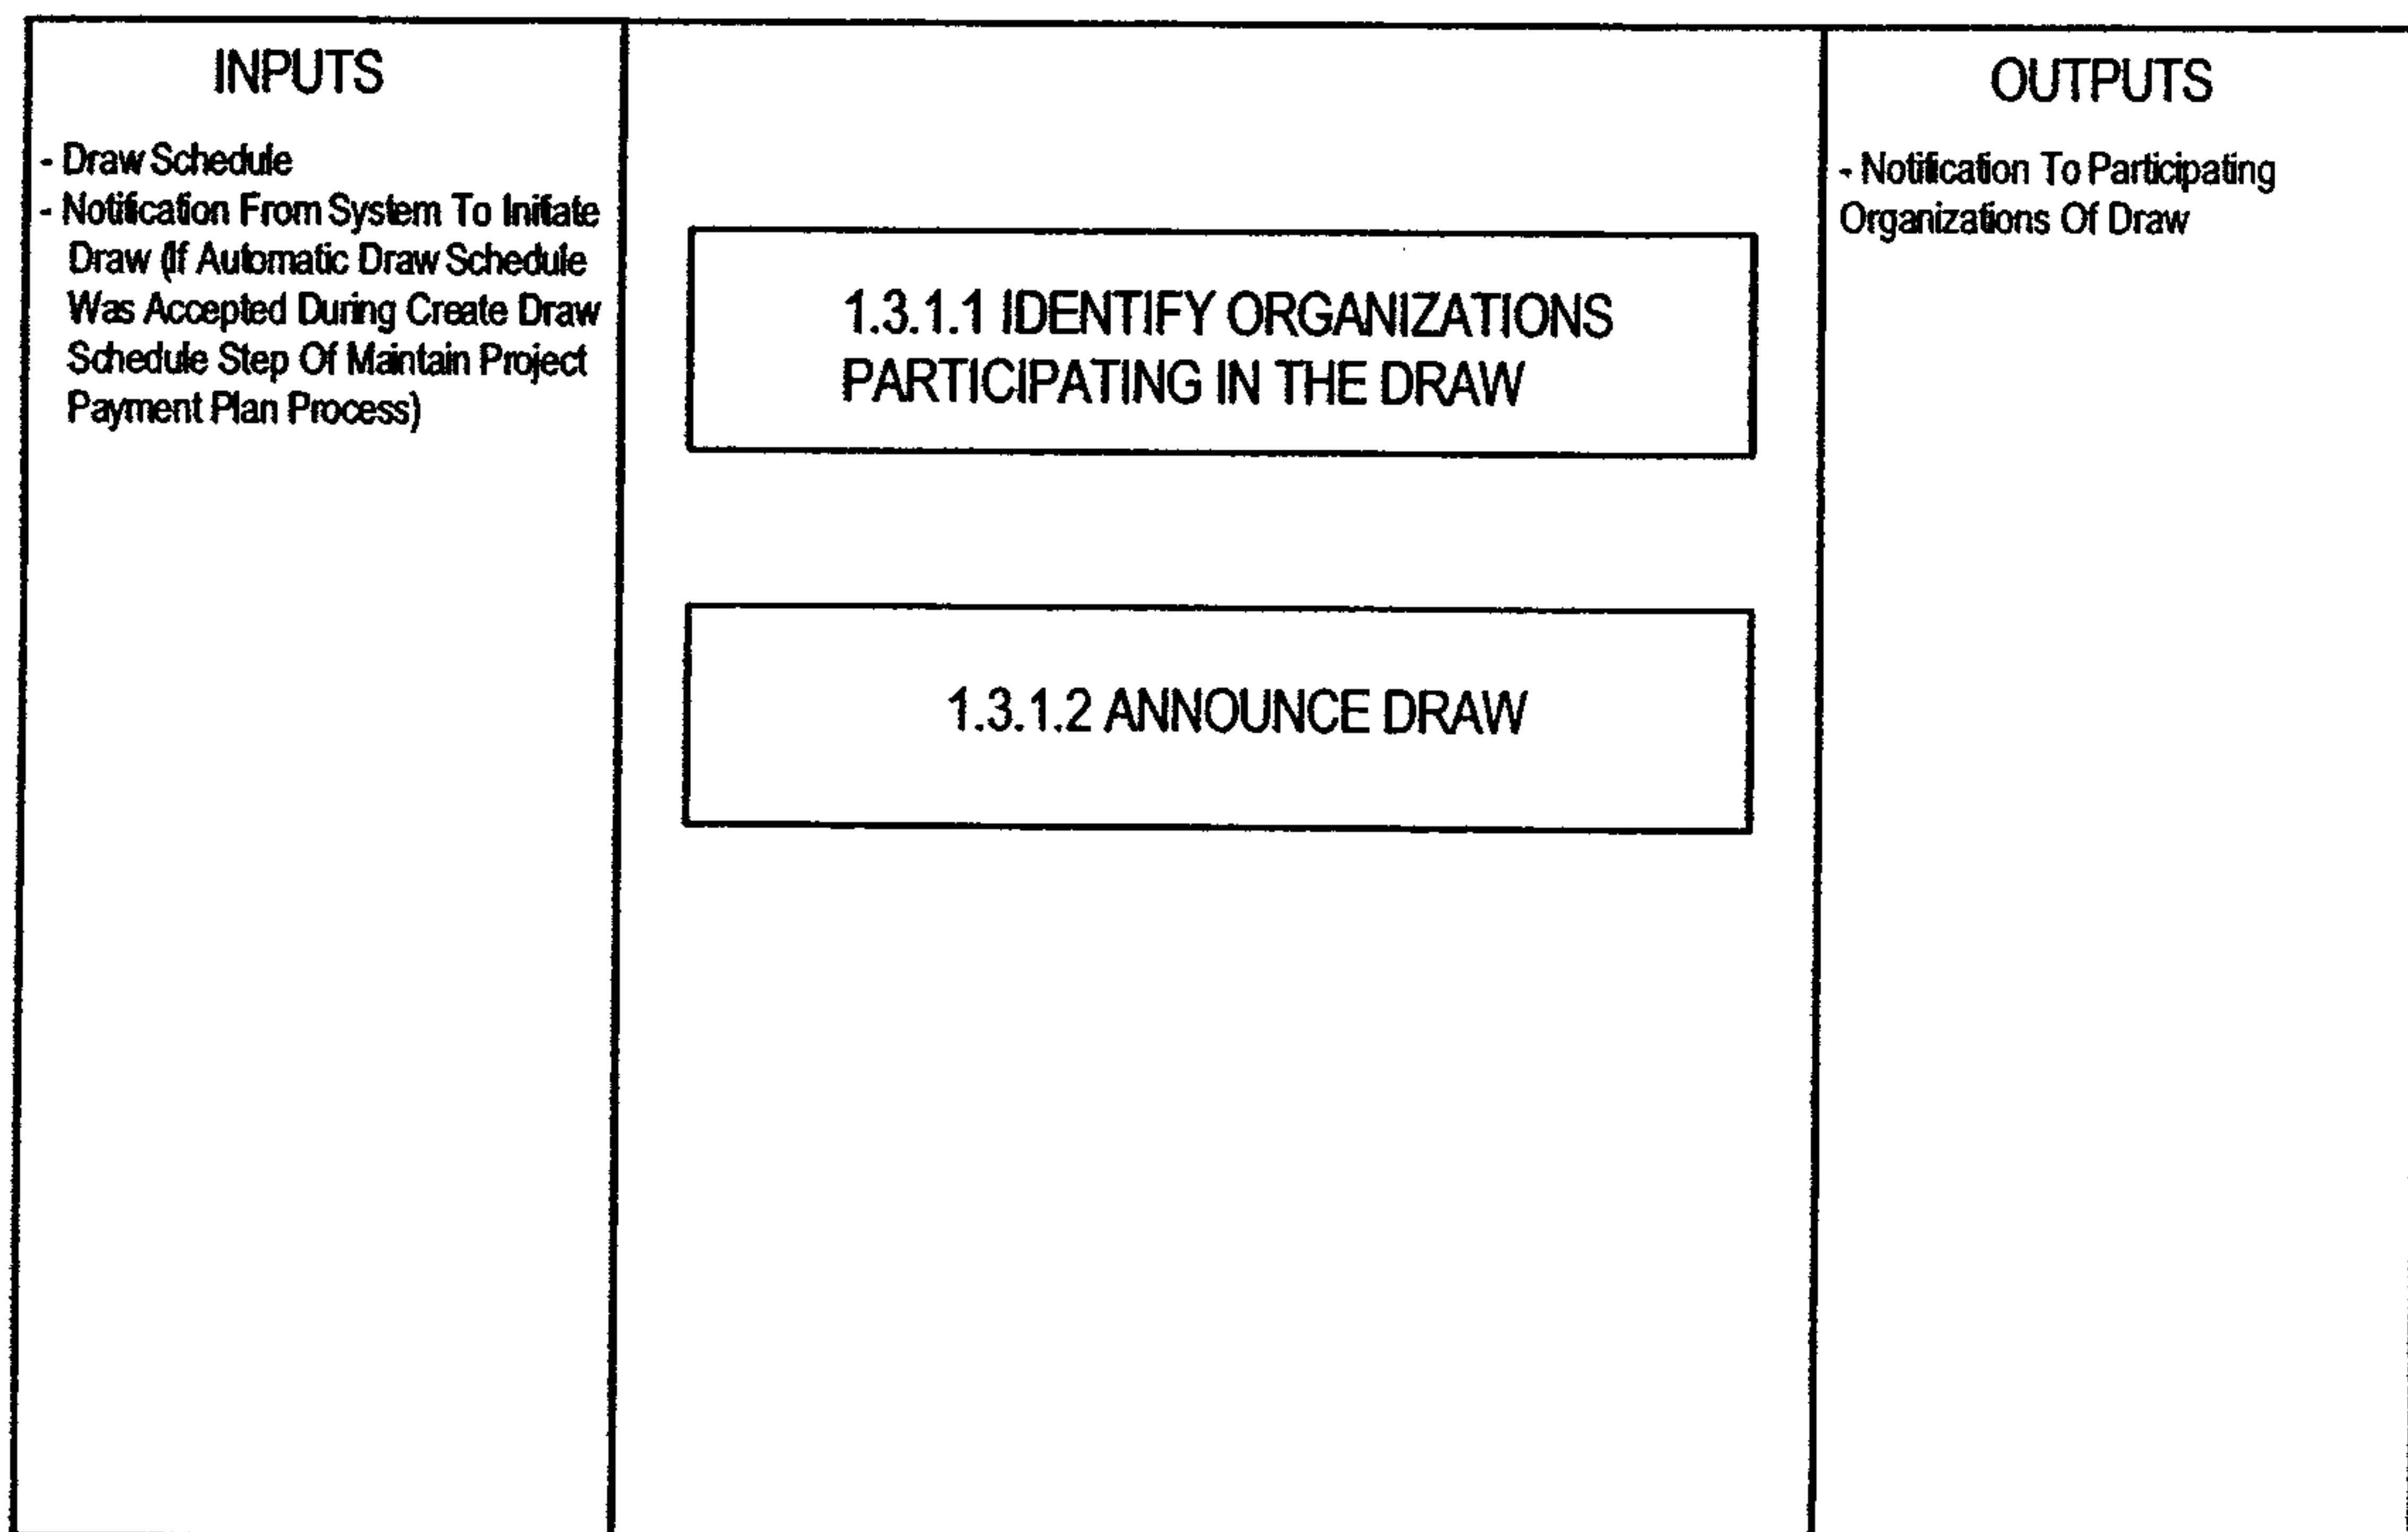 INPUTS
- Draw Schedule
- Notification From System To Initiate
Draw (If Automatic Draw Schedule
Was Accepted During Create Draw
Schedule Step Of Maintain Project
Payment Plan Process)
1.3.1.1 IDENTIFY ORGANIZATIONS
PARTICIPATING IN THE DRAW
1.3.1.2 ANNOUNCE DRAW
OUTPUTS
- Notification To Participating
Organizations Of Draw